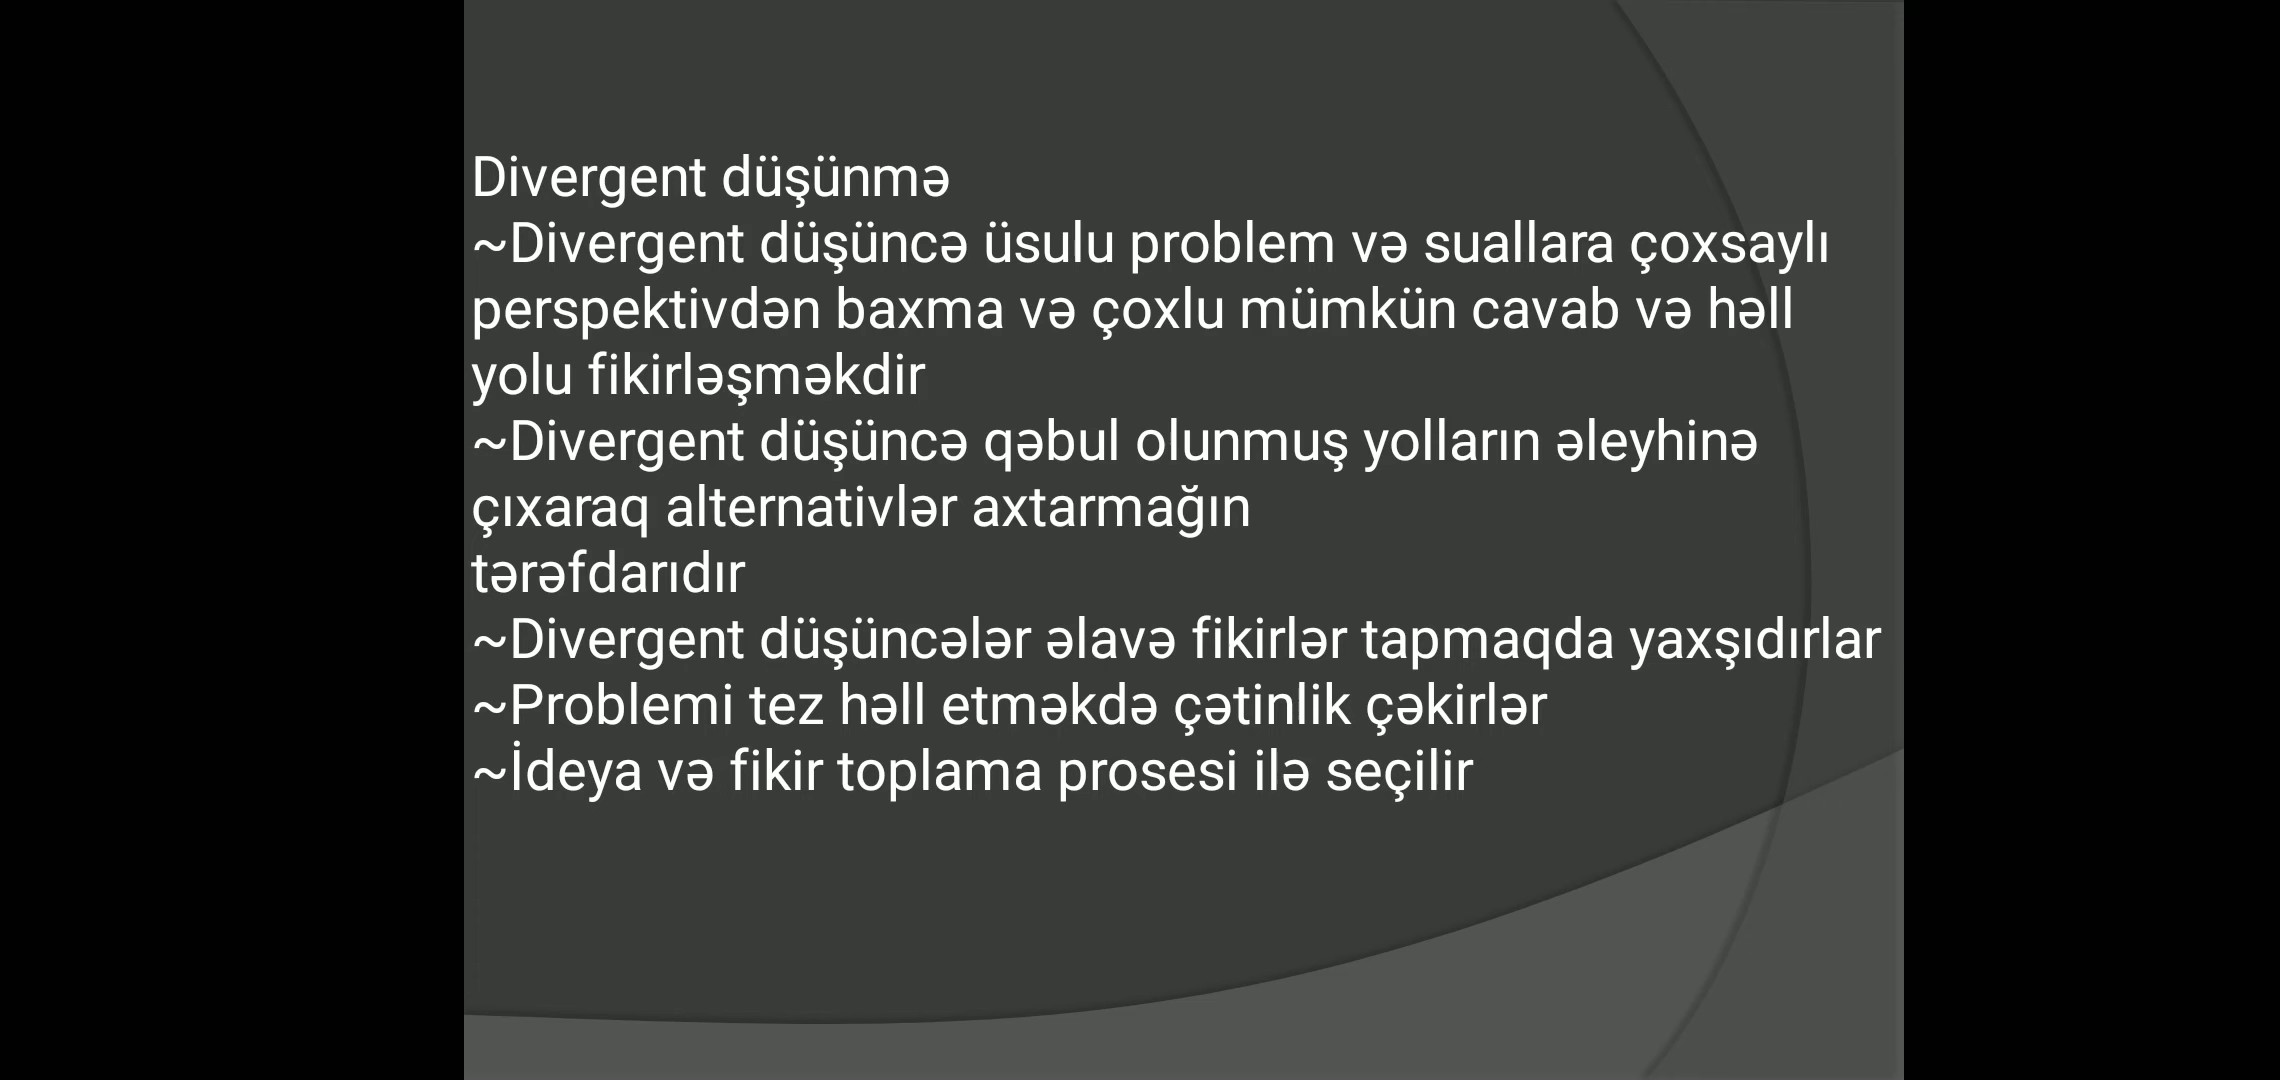 Divergent düşünmə
~Divergent düşüncə üsulu problem və suallara çoxsaylı
perspektivdən baxma və çoxlu mümkün cavab və həll
yolu fikirləşməkdir
~Divergent düşüncə qəbul olunmuş yolların əleyhinə
çıxaraq alternativlər axtarmağın
tərəfdarıdır
~Divergent düşüncələr əlavə fikirlər tapmaqda yaxşıdırlar
~Problemi tez həll etməkdə çətinlik çəkirlər
~İdeya və fikir toplama prosesi ilə seçilir